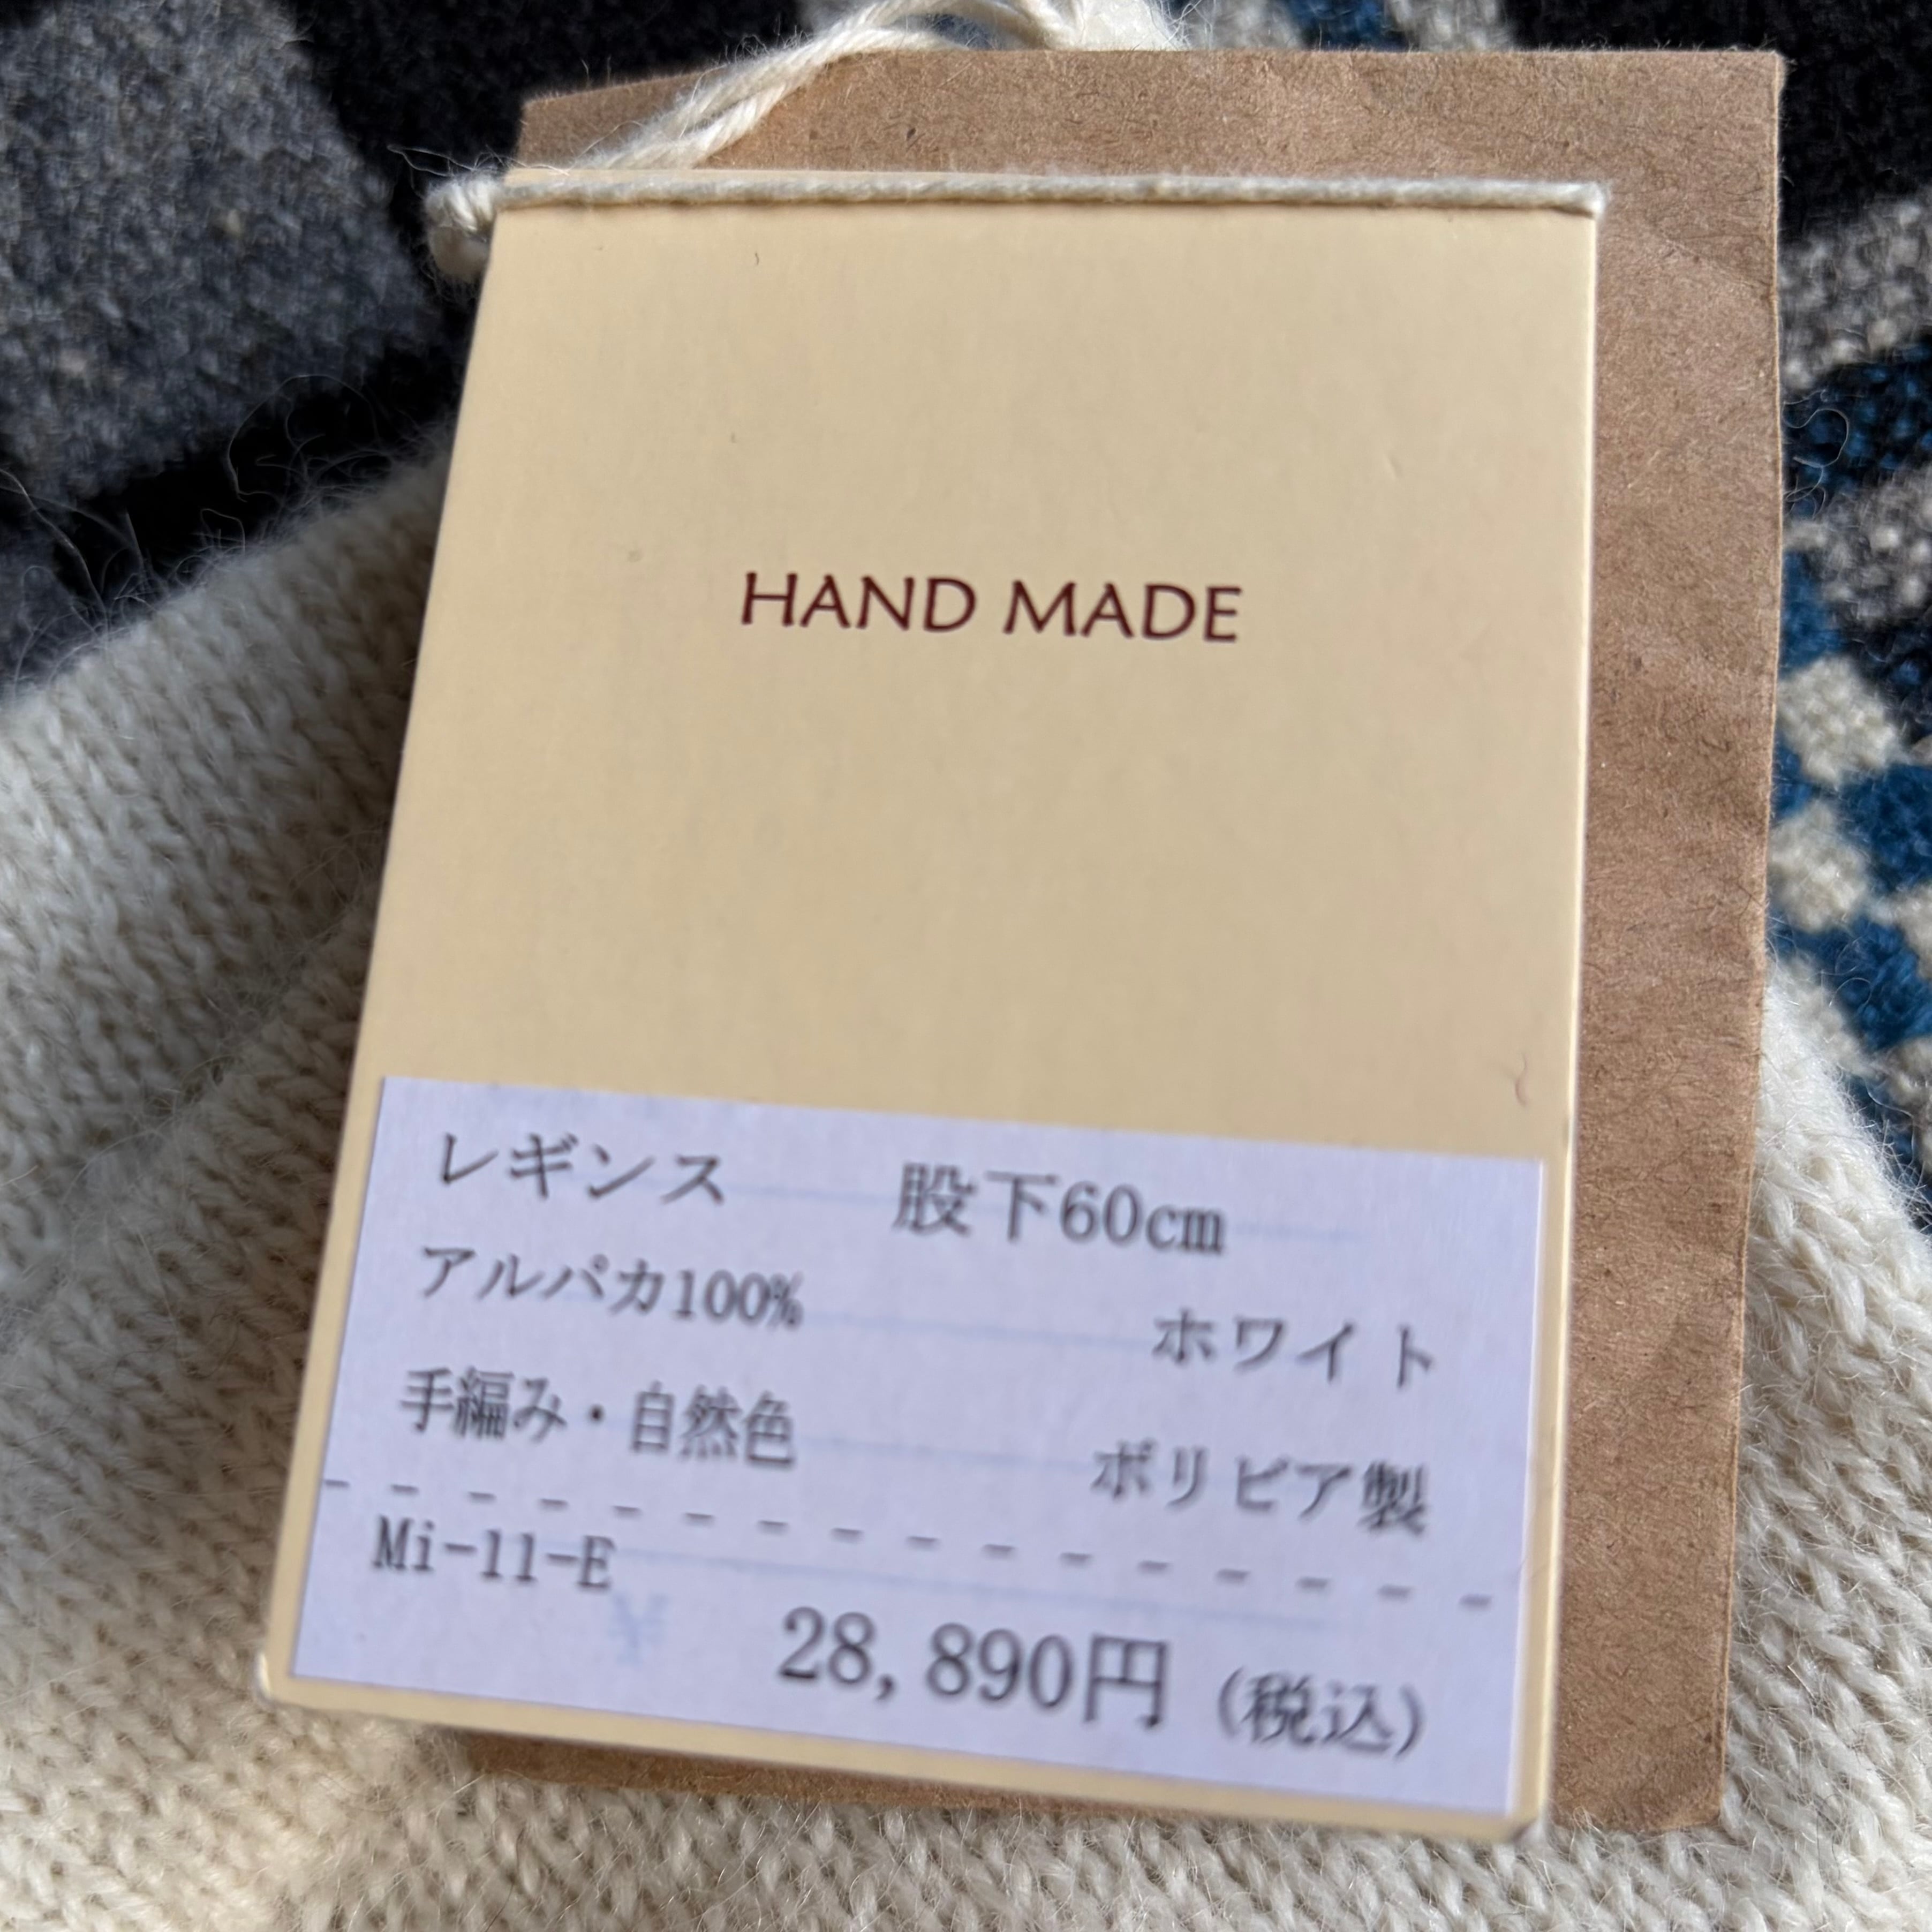 HAND MADE
レギンス 股下60cm
アルパカ100% ホワイト
手編み・自然色 ボリビア製
Mi-11-E
28,890円 (税込)